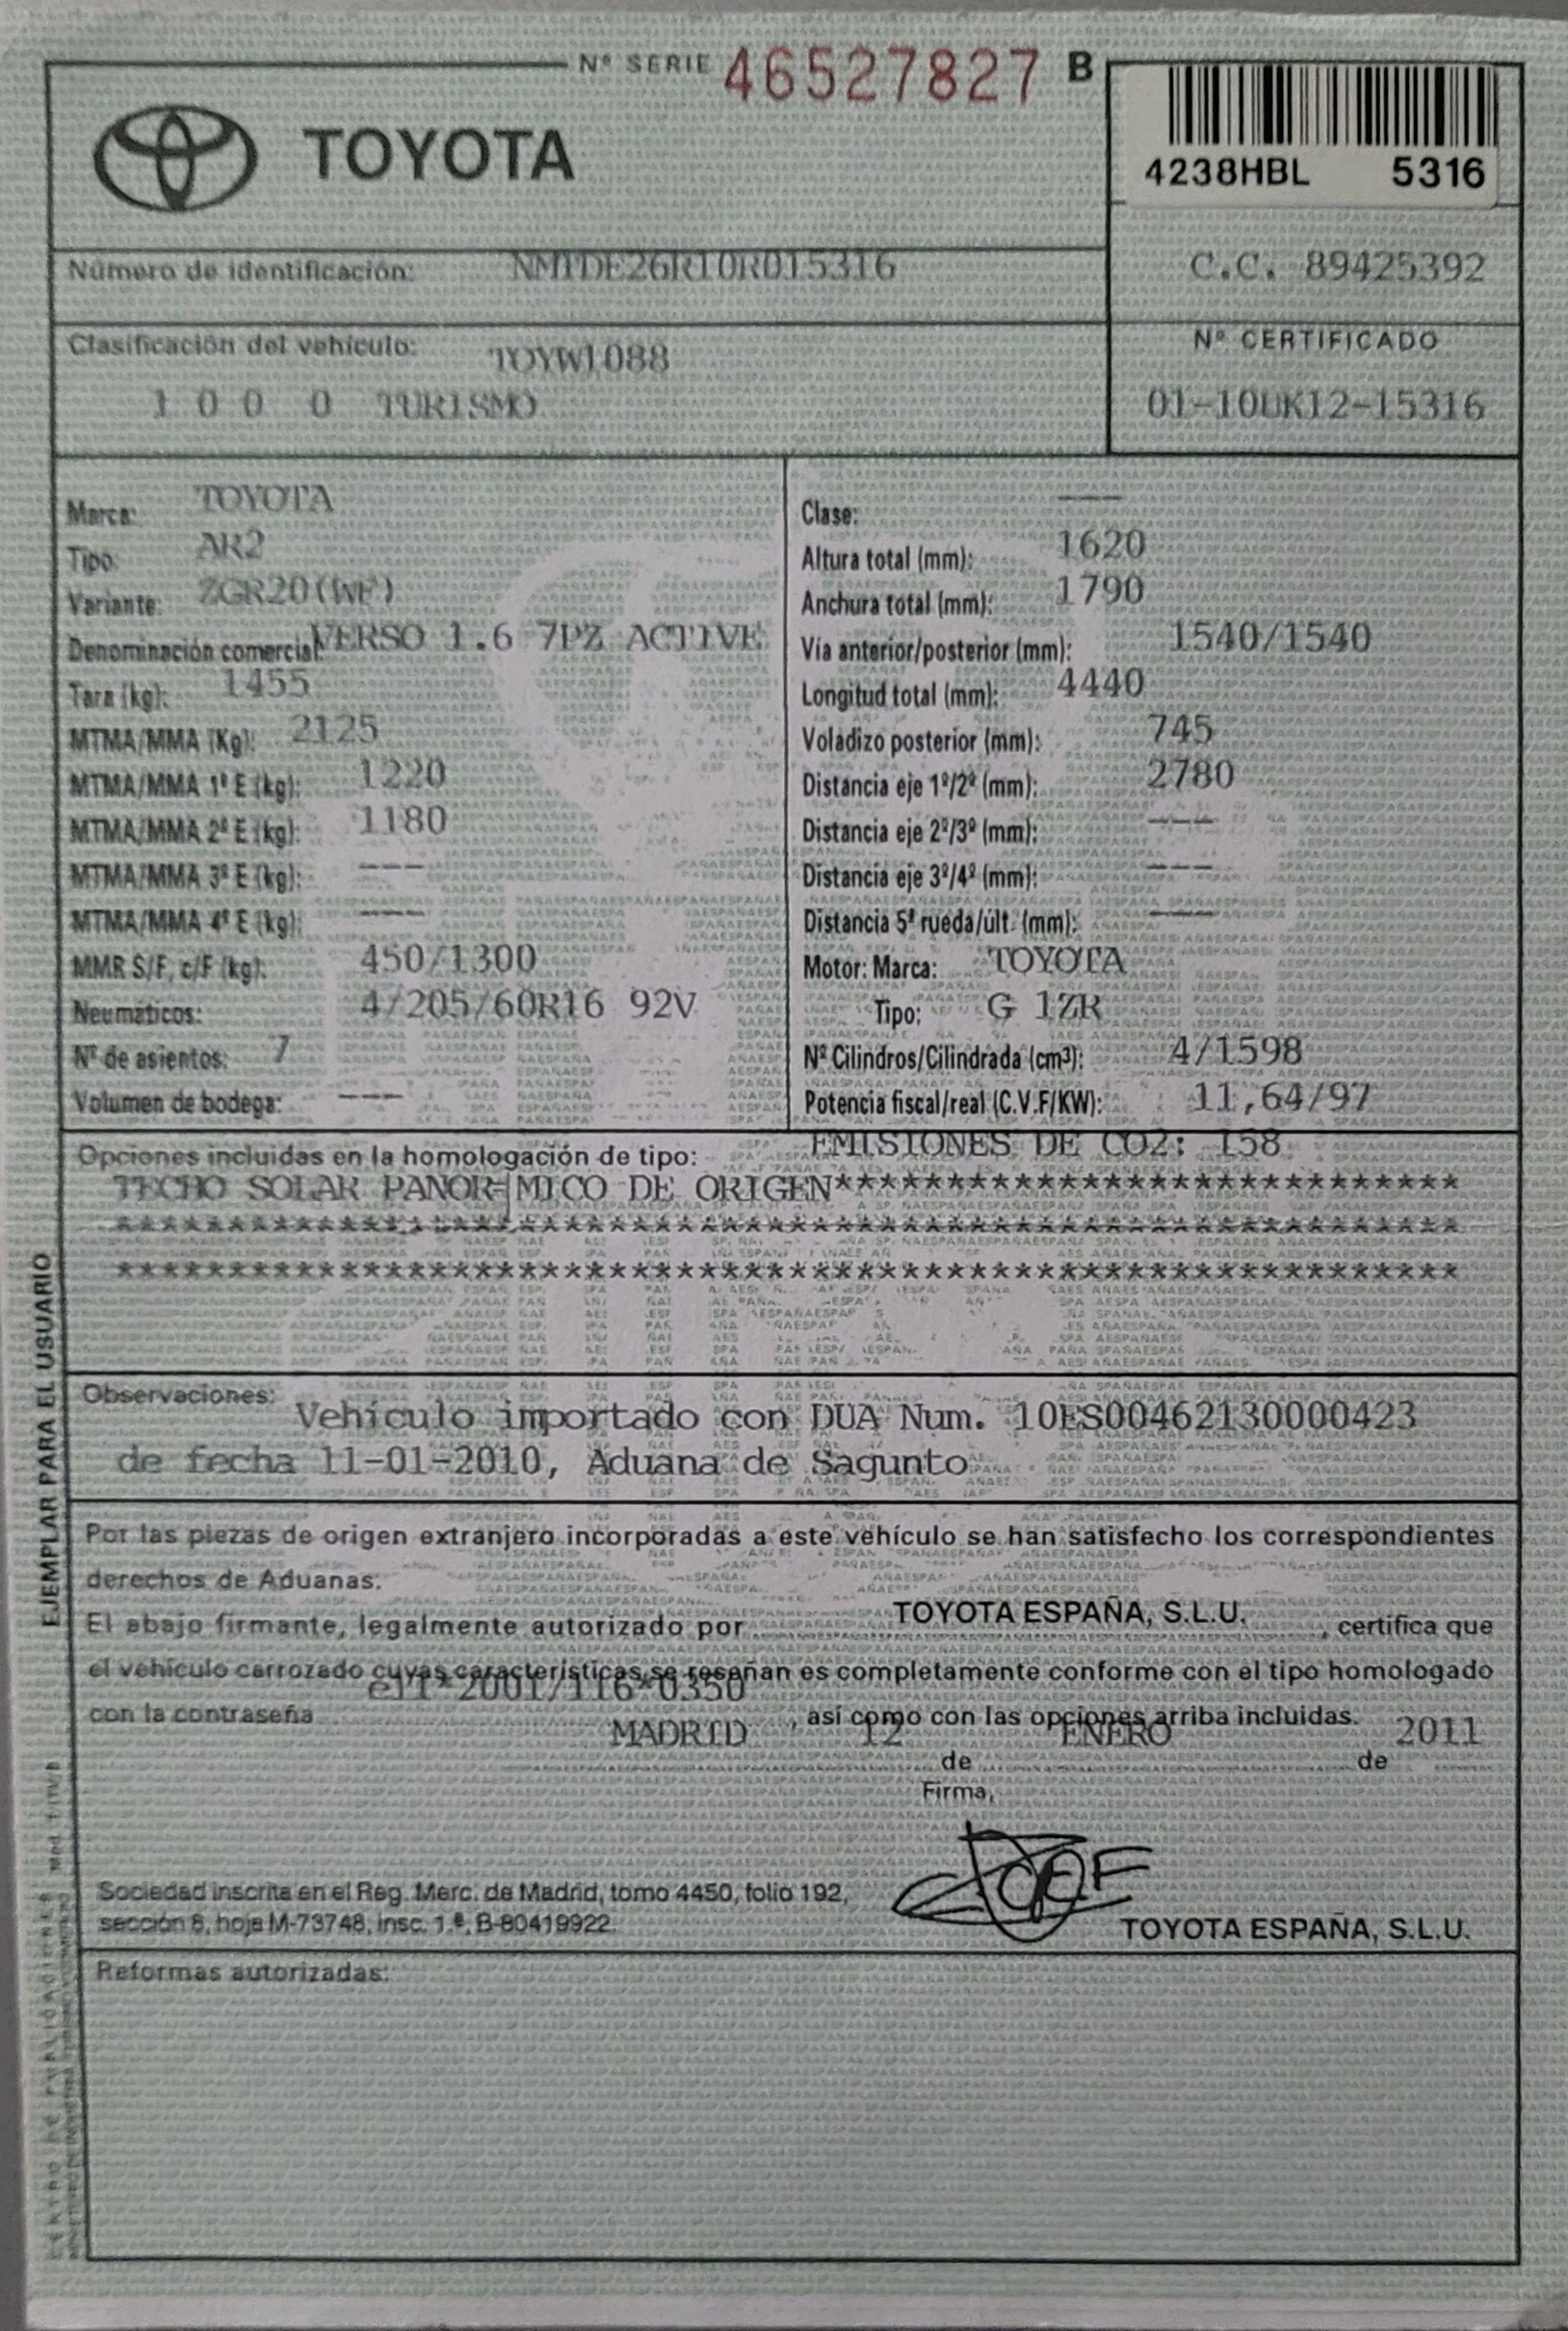 Nº SERIE 46527827 B
TOYOTA
4238HBL 5316
Número de identificación: NMTDE26R10R015316
C.C. 89425392
Clasificación del vehículo: TOYW1088
1 0 0 0 TURISMO
Nº CERTIFICADO
01-10UK12-15316
Marca: TOYOTA
Tipo: AR2
Variante: ZGR20(WF)
Denominación comercial: VERSO 1.6 7PZ ACTIVE
Tara (kg): 1455
MTMA/MMA (Kg): 2125
MTMA/MMA 1º E (kg): 1220
MTMA/MMA 2º E (kg): 1180
MTMA/MMA 3º E (kg): ---
MTMA/MMA 4º E (kg): ---
MMR S/F, c/F (kg): 450/1300
Neumáticos: 4/205/60R16 92V
Nº de asientos: 7
Volumen de bodega: ---
Clase: ---
Altura total (mm): 1620
Anchura total (mm): 1790
Vía anterior/posterior (mm): 1540/1540
Longitud total (mm): 4440
Voladizo posterior (mm): 745
Distancia eje 1º/2º (mm): 2780
Distancia eje 2º/3º (mm): ---
Distancia eje 3º/4º (mm): ---
Distancia 5ª rueda/últ. (mm): ---
Motor: Marca: TOYOTA
Tipo: G 1ZR
Nº Cilindros/Cilindrada (cm³): 4/1598
Potencia fiscal/real (C.V.F/KW): 11,64/97
EMISIONES DE CO2: 158
Opciones incluidas en la homologación de tipo:
TECHO SOLAR PANOR╡MICO DE ORIGEN****************************
************************************************************
************************************************************
Observaciones: Vehículo importado con DUA Num. 10ES00462130000423
de fecha 11-01-2010, Aduana de Sagunto
Por las piezas de origen extranjero incorporadas a este vehículo se han satisfecho los correspondientes
derechos de Aduanas.
El abajo firmante, legalmente autorizado por TOYOTA ESPAÑA, S.L.U. , certifica que
el vehículo carrozado cuyas características se reseñan es completamente conforme con el tipo homologado
con la contraseña e11*2001/116*0350 , así como con las opciones arriba incluidas.
MADRID 12 de ENERO de 2011
Firma,
Sociedad inscrita en el Reg. Merc. de Madrid, tomo 4450, folio 192,
sección 8, hoja M-73748, insc. 1.ª, B-80419922
TOYOTA ESPAÑA, S.L.U.
Reformas autorizadas:
EJEMPLAR PARA EL USUARIO